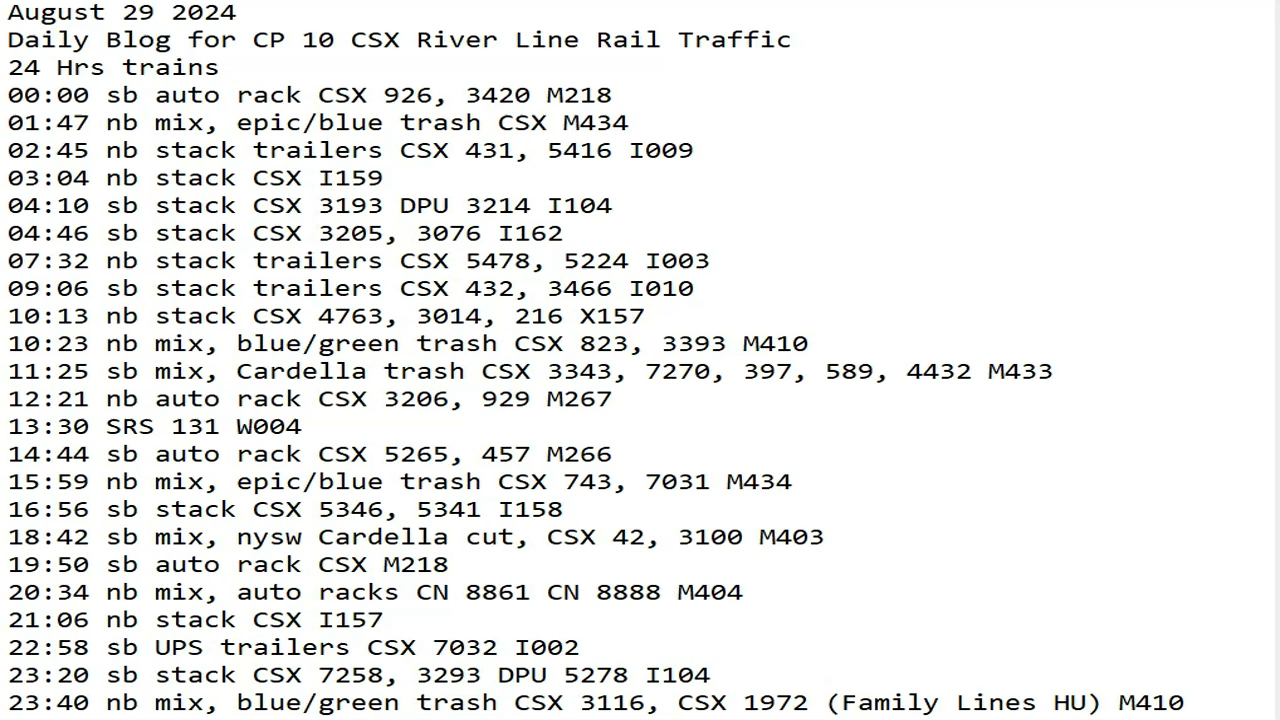 August 29 2024
Daily Blog for CP 10 CSX River Line Rail Traffic
24 Hrs trains
00:00 sb auto rack CSX 926, 3420 M218
01:47 nb mix, epic/blue trash CSX M434
02:45 nb stack trailers CSX 431, 5416 I009
03:04 nb stack CSX I159
04:10 sb stack CSX 3193 DPU 3214 I104
04:46 sb stack CSX 3205, 3076 I162
07:32 nb stack trailers CSX 5478, 5224 I003
09:06 sb stack trailers CSX 432, 3466 I010
10:13 nb stack CSX 4763, 3014, 216 X157
10:23 nb mix, blue/green trash CSX 823, 3393 M410
11:25 sb mix, Cardella trash CSX 3343, 7270, 397, 589, 4432 M433
12:21 nb auto rack CSX 3206, 929 M267
13:30 SRS 131 W004
14:44 sb auto rack CSX 5265, 457 M266
15:59 nb mix, epic/blue trash CSX 743, 7031 M434
16:56 sb stack CSX 5346, 5341 I158
18:42 sb mix, nysw Cardella cut, CSX 42, 3100 M403
19:50 sb auto rack CSX M218
20:34 nb mix, auto racks CN 8861 CN 8888 M404
21:06 nb stack CSX I157
22:58 sb UPS trailers CSX 7032 I002
23:20 sb stack CSX 7258, 3293 DPU 5278 I104
23:40 nb mix, blue/green trash CSX 3116, CSX 1972 (Family Lines HU) M410